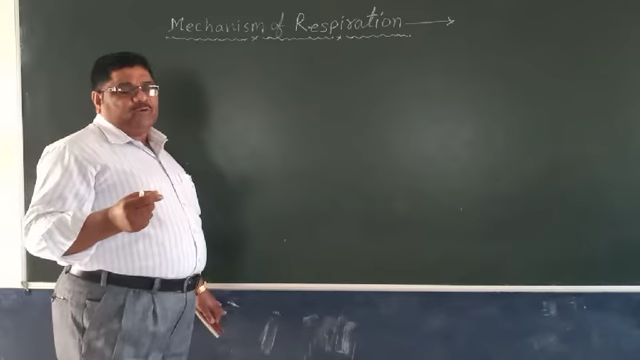 Mechanism of Respiration →